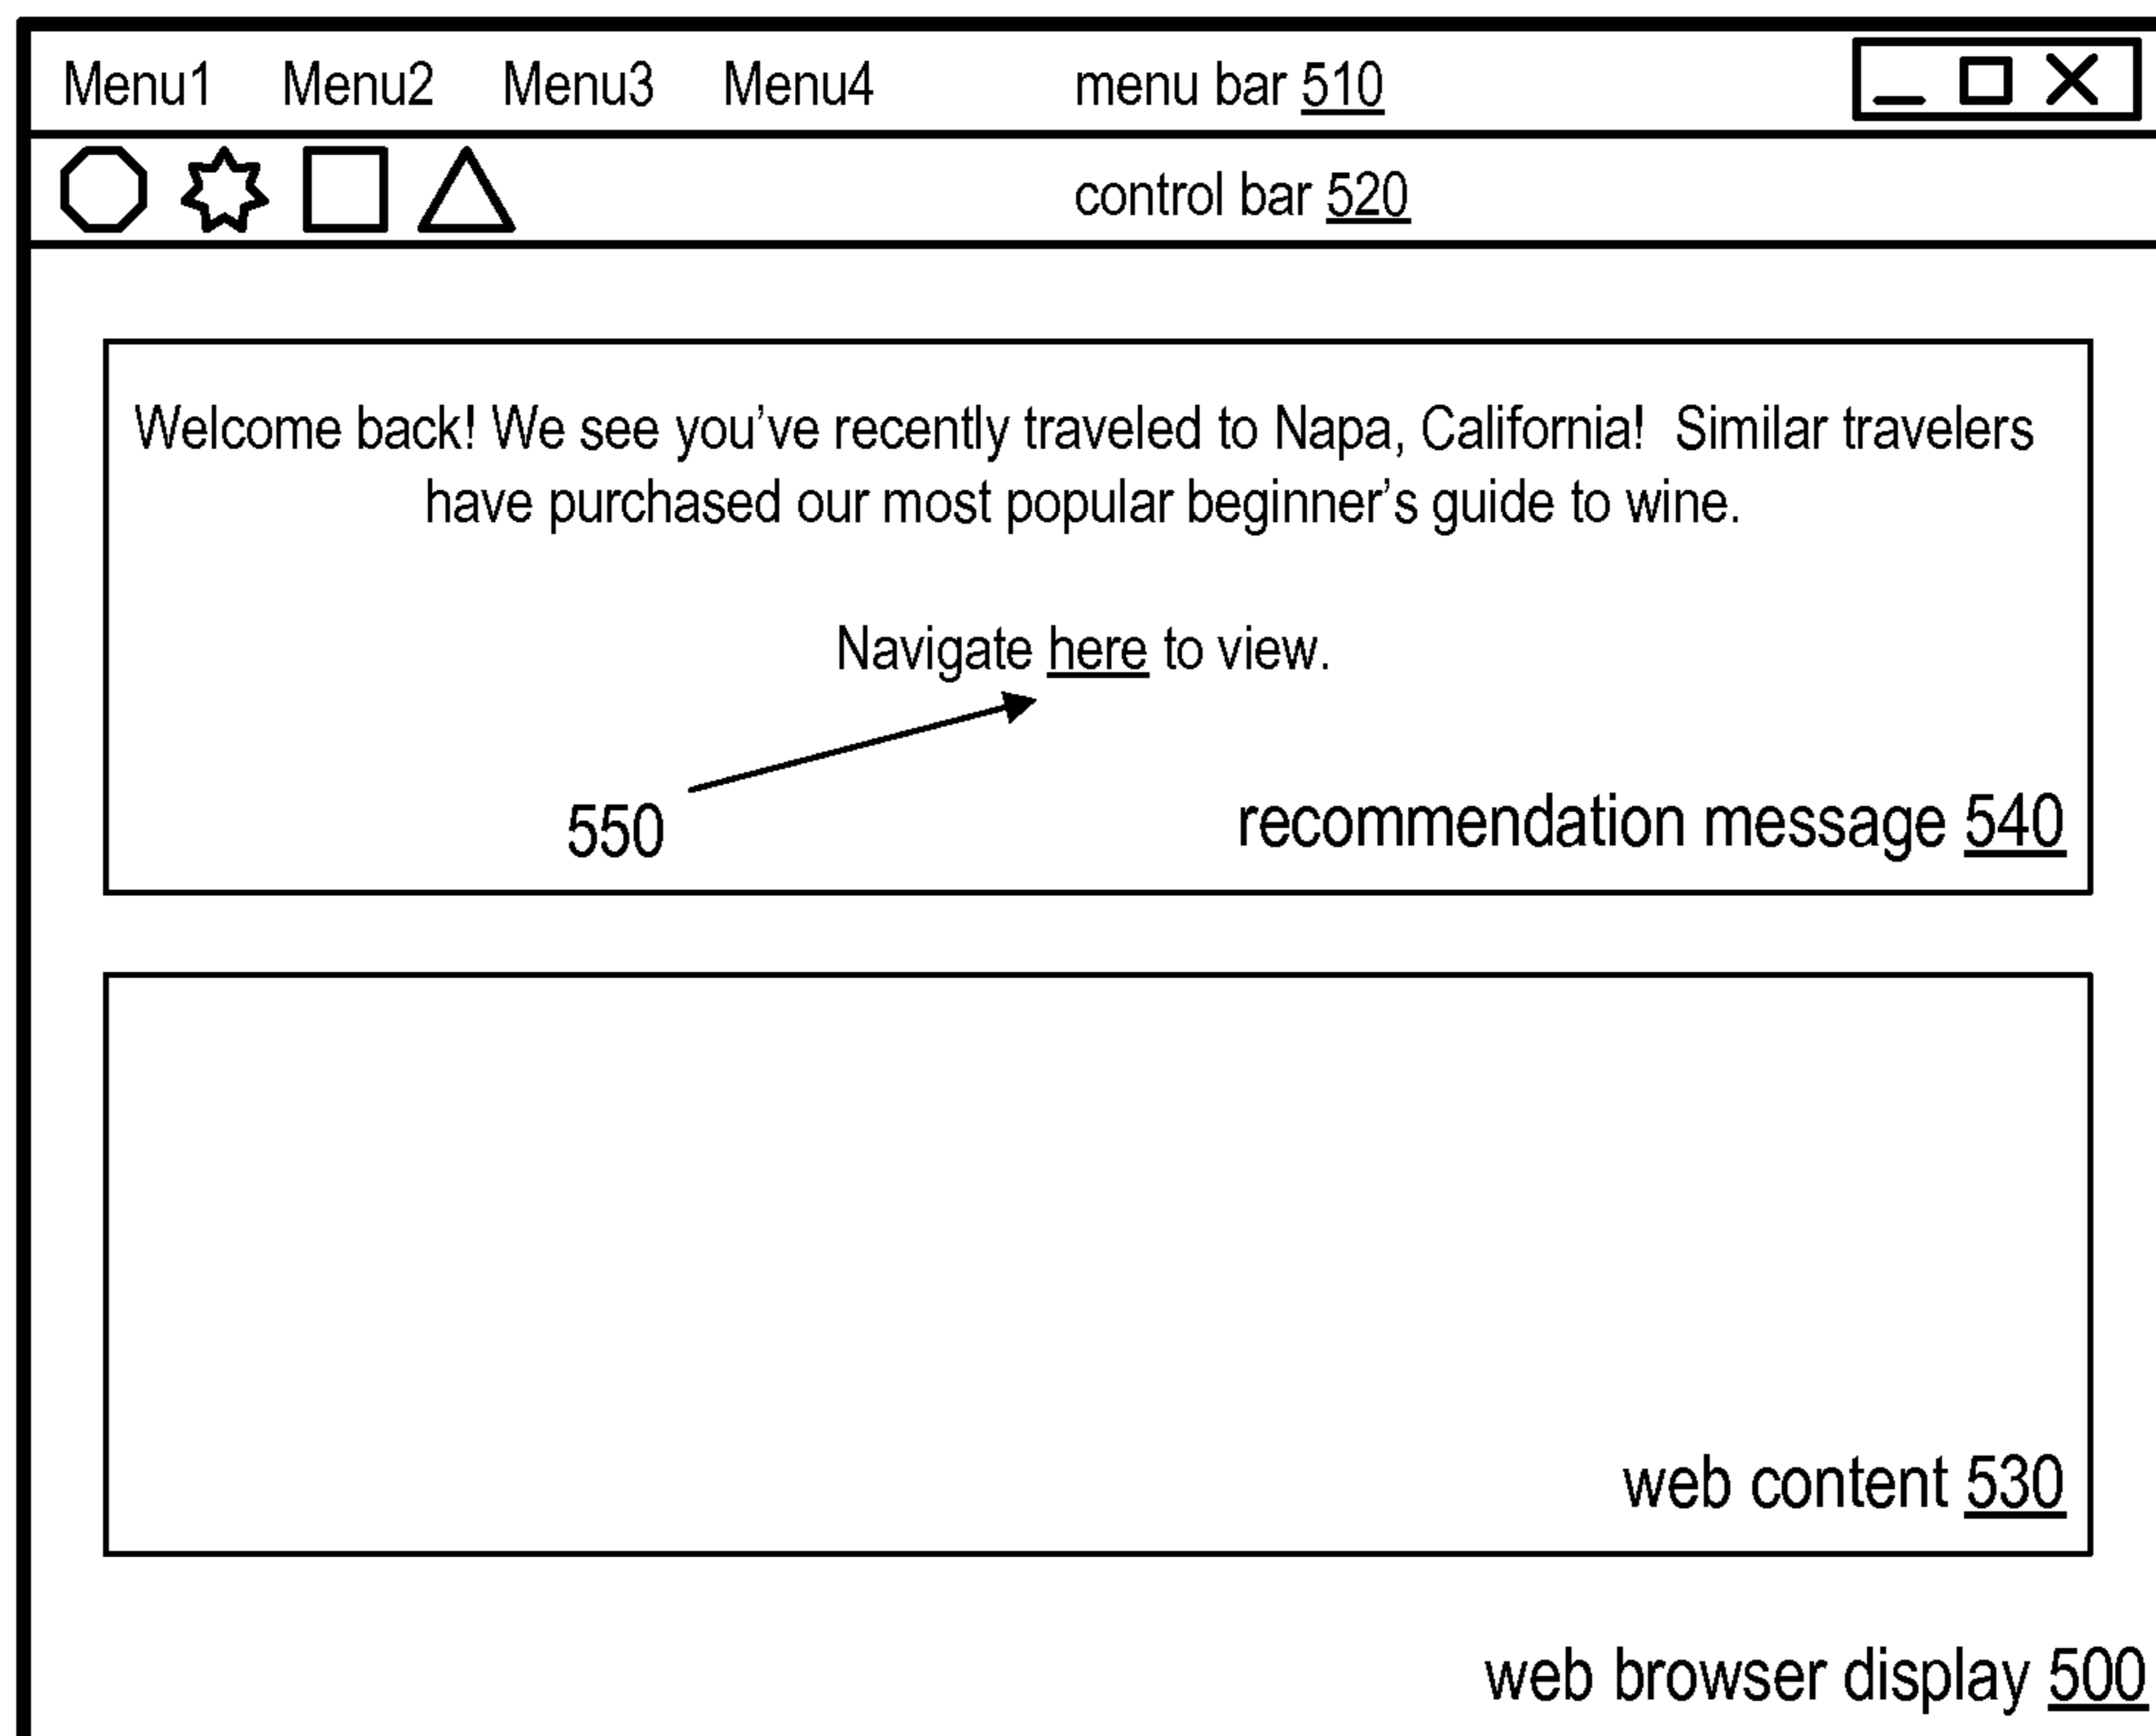 Menu1 Menu2 Menu3 Menu4 menu bar 510
control bar 520
Welcome back! We see you've recently traveled to Napa, California!  Similar travelers
have purchased our most popular beginner's guide to wine.
Navigate here to view.
550
recommendation message 540
web content 530
web browser display 500